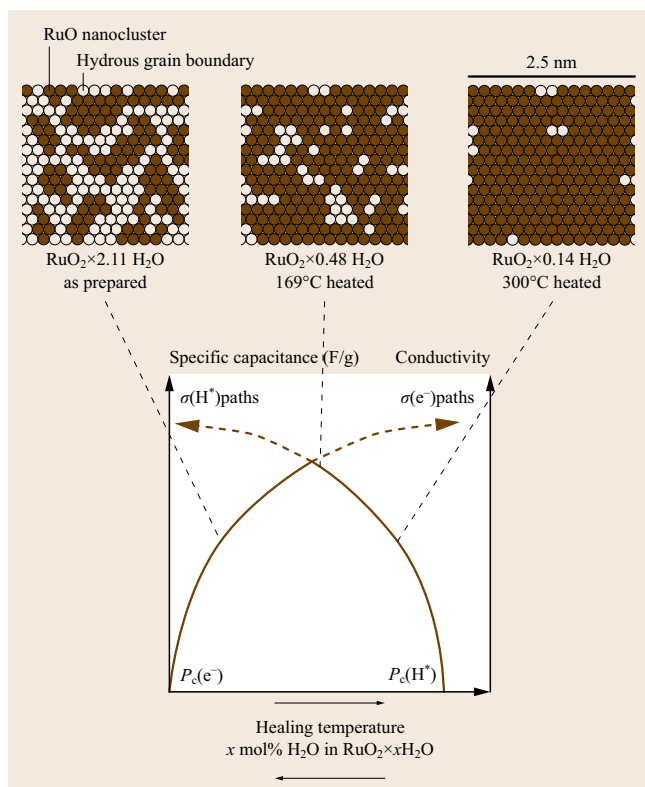 RuO nanocluster
Hydrous grain boundary
2.5 nm
RuO₂×2.11 H₂O
as prepared
RuO₂×0.48 H₂O
169°C heated
RuO₂×0.14 H₂O
300°C heated
Specific capacitance (F/g)
Conductivity
σ(H*)paths
σ(e⁻)paths
P_c(e⁻)
P_c(H*)
Healing temperature
x mol% H₂O in RuO₂×xH₂O